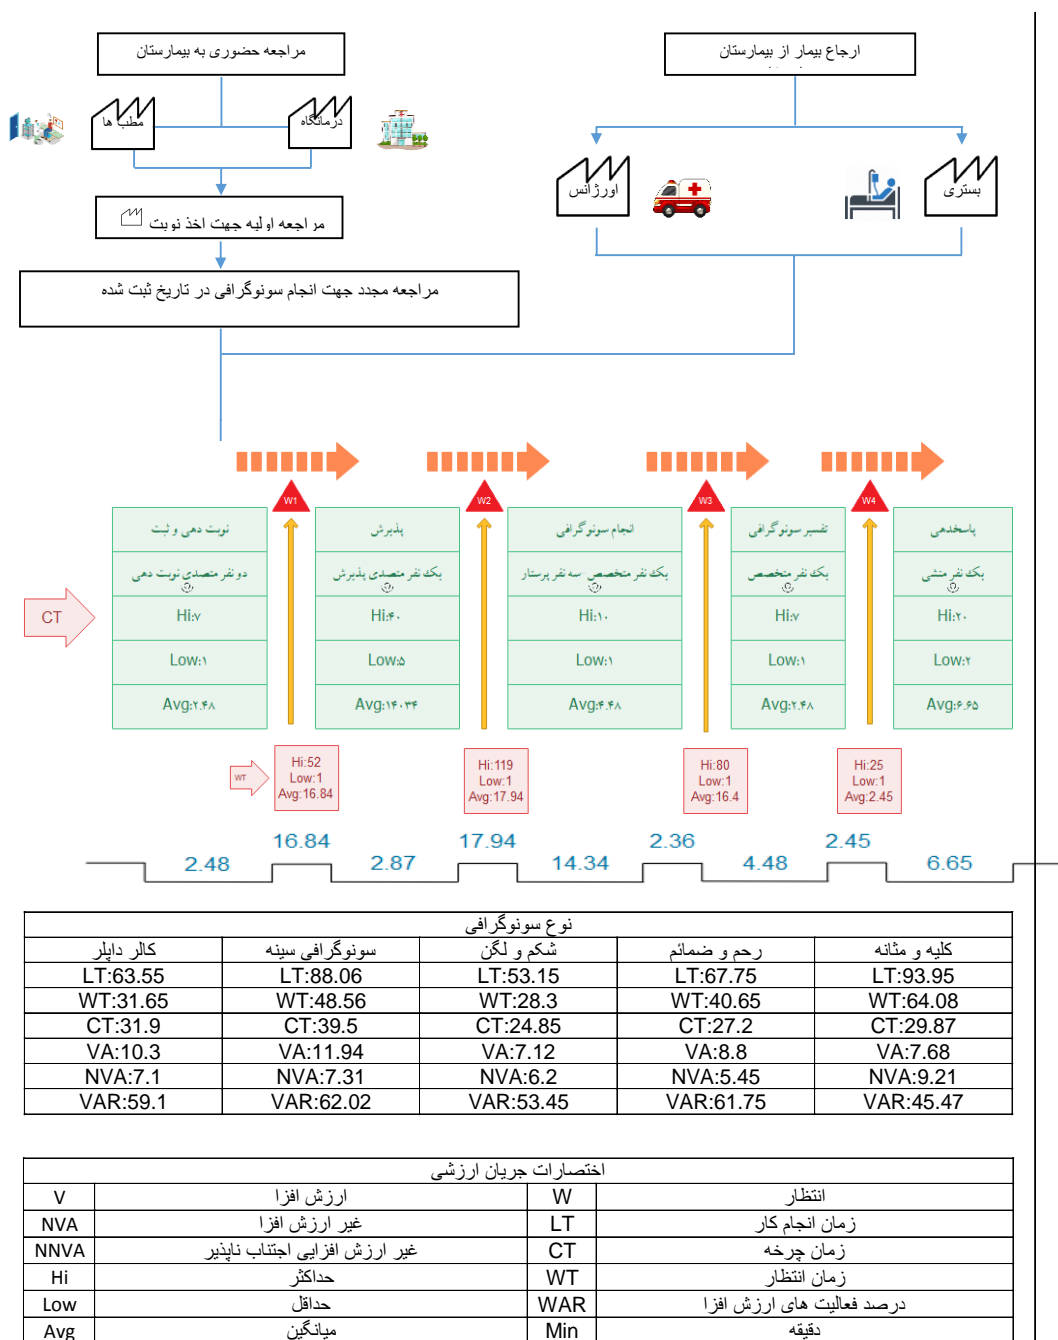 مراجعه حضوری به بیمارستان
ارجاع بیمار از بیمارستان
مطب ها
درمانگاه
اورژانس
بستری
مراجعه اولیه جهت اخذ نوبت
مراجعه مجدد جهت انجام سونوگرافی در تاریخ ثبت شده
W1
W2
W3
W4
نوبت دهی و ثبت
پذیرش
انجام سونوگرافی
تفسیر سونوگرافی
پاسخدهی
دو نفر متصدی نوبت دهی
یک نفر متصدی پذیرش
یک نفر متخصص -سه نفر پرستار
یک نفر متخصص
یک نفر منشی
CT
Hi:۷
Hi:۴۰
Hi:۱۰
Hi:۷
Hi:۲۰
Low:۱
Low:۵
Low:۱
Low:۱
Low:۲
Avg:۲.۴۸
Avg:۱۴۰۳۴
Avg:۴.۴۸
Avg:۲.۴۸
Avg:۶.۶۵
WT
Hi:52
Low:1
Avg:16.84
Hi:119
Low:1
Avg:17.94
Hi:80
Low:1
Avg:16.4
Hi:25
Low:1
Avg:2.45
16.84 17.94 2.36 2.45
2.48 2.87 14.34 4.48 6.65
نوع سونوگرافی
کالر داپلر سونوگرافی سینه شکم و لگن رحم و ضمائم کلیه و مثانه
LT:63.55 LT:88.06 LT:53.15 LT:67.75 LT:93.95
WT:31.65 WT:48.56 WT:28.3 WT:40.65 WT:64.08
CT:31.9 CT:39.5 CT:24.85 CT:27.2 CT:29.87
VA:10.3 VA:11.94 VA:7.12 VA:8.8 VA:7.68
NVA:7.1 NVA:7.31 NVA:6.2 NVA:5.45 NVA:9.21
VAR:59.1 VAR:62.02 VAR:53.45 VAR:61.75 VAR:45.47
اختصارات جریان ارزشی
V ارزش افزا W انتظار
NVA غیر ارزش افزا LT زمان انجام کار
NNVA غیر ارزش افزایی اجتناب ناپذیر CT زمان چرخه
Hi حداکثر WT زمان انتظار
Low حداقل WAR درصد فعالیت های ارزش افزا
Avg میانگین Min دقیقه